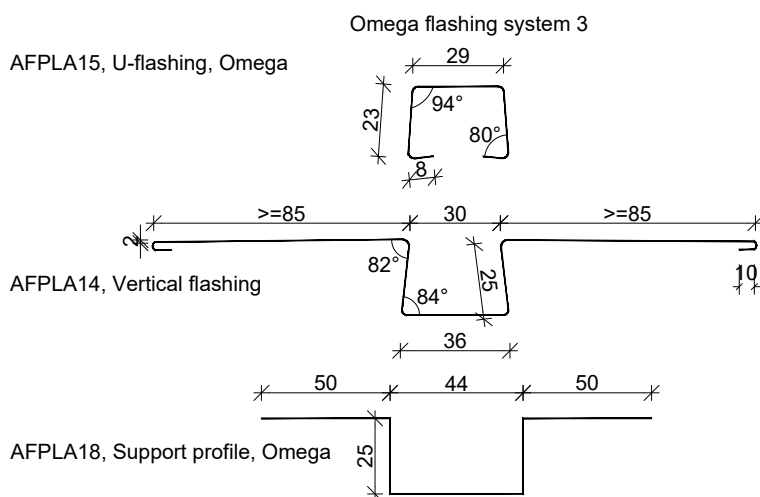 Omega flashing system 3
AFPLA15, U-flashing, Omega
29
94°
23
80°
8
>=85 30 >=85
2
82°
25
10
AFPLA14, Vertical flashing
84°
36
50 44 50
25
AFPLA18, Support profile, Omega